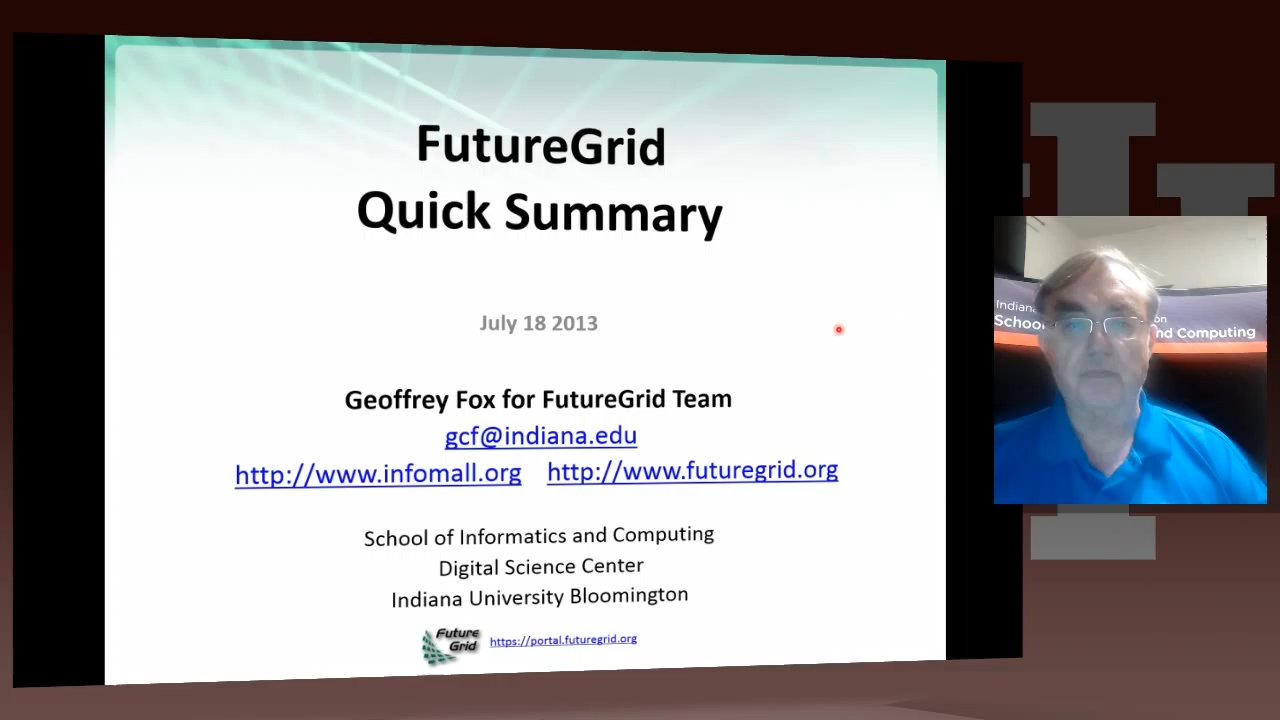 FutureGrid
Quick Summary
July 18 2013
Geoffrey Fox for FutureGrid Team
gcf@indiana.edu
http://www.infomall.org http://www.futuregrid.org
School of Informatics and Computing
Digital Science Center
Indiana University Bloomington
Future
Grid
https://portal.futuregrid.org
on
nd Computing